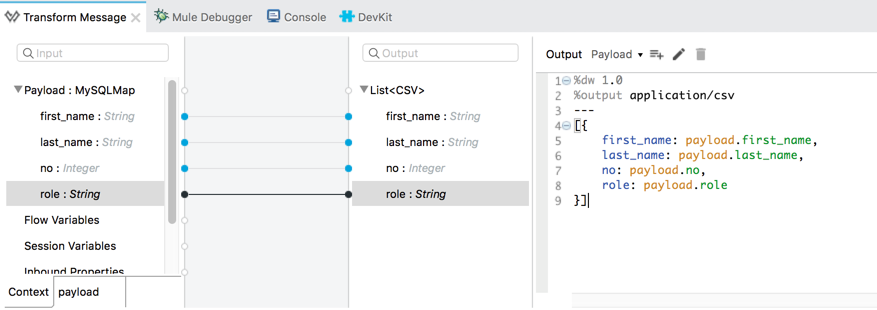 Transform Message Mule Debugger Console DevKit
Input
Payload : MySQLMap
first_name : String
last_name : String
no : Integer
role : String
Flow Variables
Session Variables
Inbound Properties
Context payload
Output
List<CSV>
first_name : String
last_name : String
no : Integer
role : String
Output Payload
1 %dw 1.0
2 %output application/csv
3 ---
4 [{
5 first_name: payload.first_name,
6 last_name: payload.last_name,
7 no: payload.no,
8 role: payload.role
9 }]